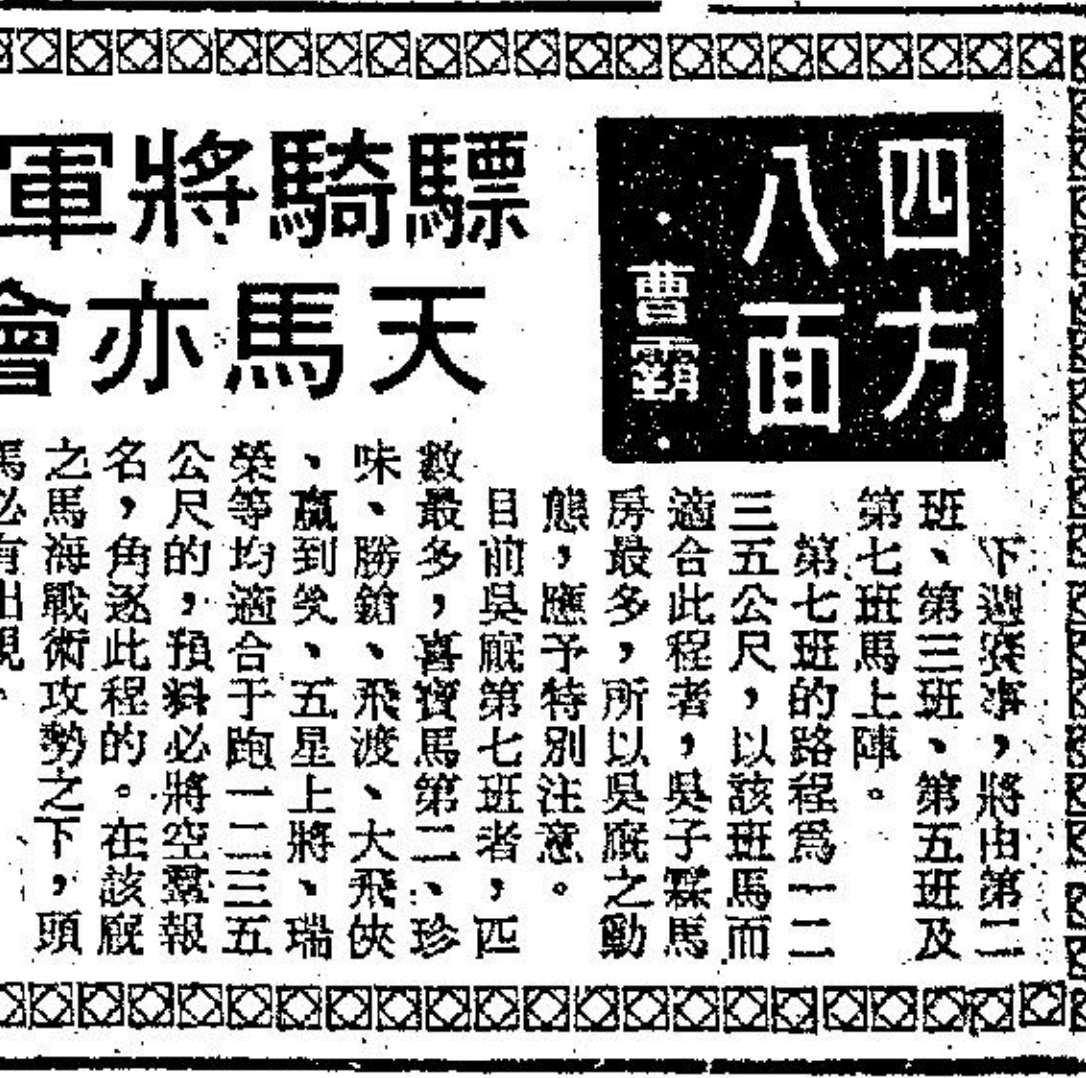 四方
八面
·曹霸·
驃騎將軍
天馬亦會
下週賽事，將由第二
班、第三班、第五班及
第七班馬上陣。
第七班的路程爲一二
三五公尺，以該班馬而
適合此程者，吳子霖馬
房最多，所以吳廐之動
態，應予特別注意。
目前吳廐第七班者，匹
數最多，喜寶馬第二、珍
味、勝鎗、飛渡、大飛俠
、贏到笑、五星上將、瑞
榮等均適合于跑一二三五
公尺的，預料必將空羣報
名，角逐此程的。在該廐
之馬海戰術攻勢之下，頭
馬必有出現。